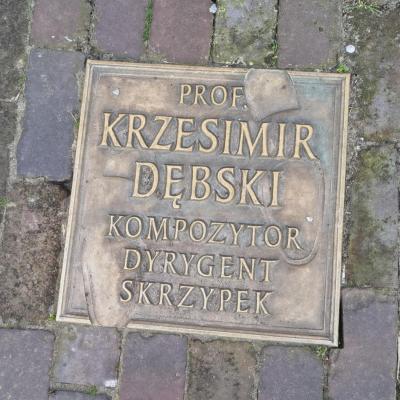 PROF.
KRZESIMIR
DĘBSKI
KOMPOZYTOR
DYRYGENT
SKRZYPEK